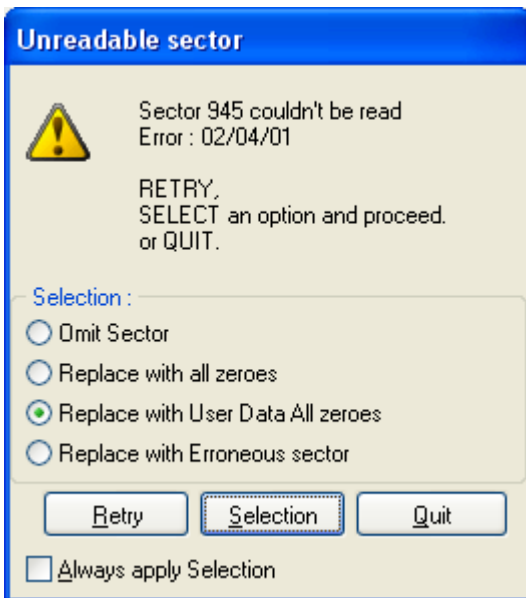 Unreadable sector
Sector 945 couldn't be read
Error : 02/04/01
RETRY,
SELECT an option and proceed.
or QUIT.
Selection :
Omit Sector
Replace with all zeroes
Replace with User Data All zeroes
Replace with Erroneous sector
Retry Selection Quit
Always apply Selection